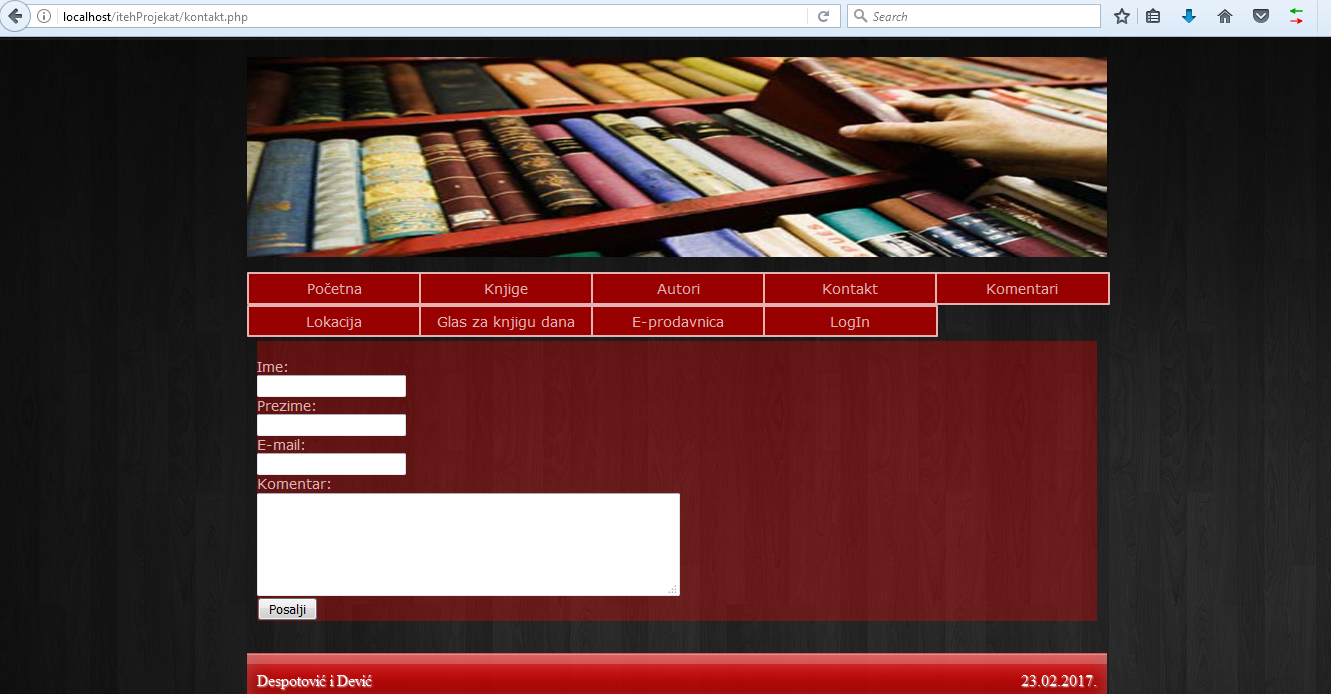 localhost/itehProjekat/kontakt.php
Search
PUÉS
Početna Knjige Autori Kontakt Komentari
Lokacija Glas za knjigu dana E-prodavnica LogIn
Ime:
Prezime:
E-mail:
Komentar:
Posalji
Despotović i Dević 23.02.2017.